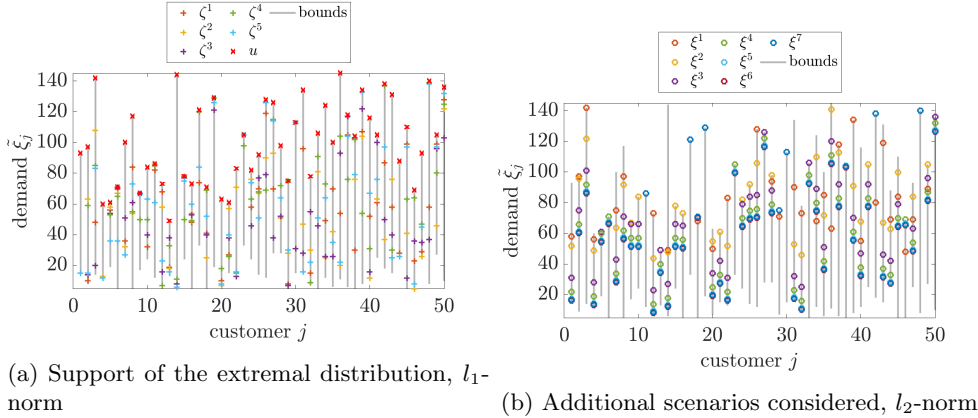 ζ¹ ζ⁴ bounds
ζ² ζ⁵
ζ³ u
demand ξ̃ⱼ
140
120
100
80
60
40
20
0 10 20 30 40 50
customer j
(a) Support of the extremal distribution, l₁-
norm
ξ¹ ξ⁴ ξ⁷
ξ² ξ⁵ bounds
ξ³ ξ⁶
demand ξ̃ⱼ
140
120
100
80
60
40
20
0 10 20 30 40 50
customer j
(b) Additional scenarios considered, l₂-norm